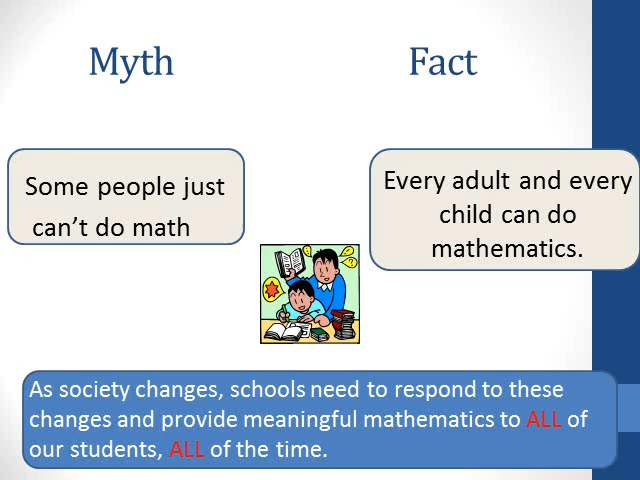 Myth
Fact
Some people just
can’t do math
Every adult and every
child can do
mathematics.
As society changes, schools need to respond to these
changes and provide meaningful mathematics to ALL of
our students, ALL of the time.